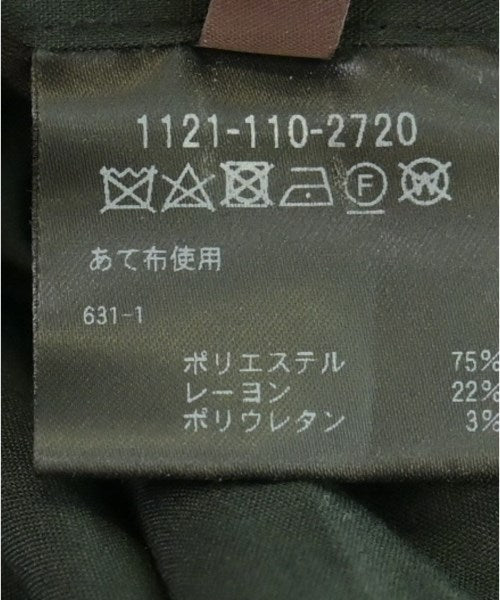 1121-110-2720
F W
あて布使用
631-1
ポリエステル 75%
レーヨン 22%
ポリウレタン 3%